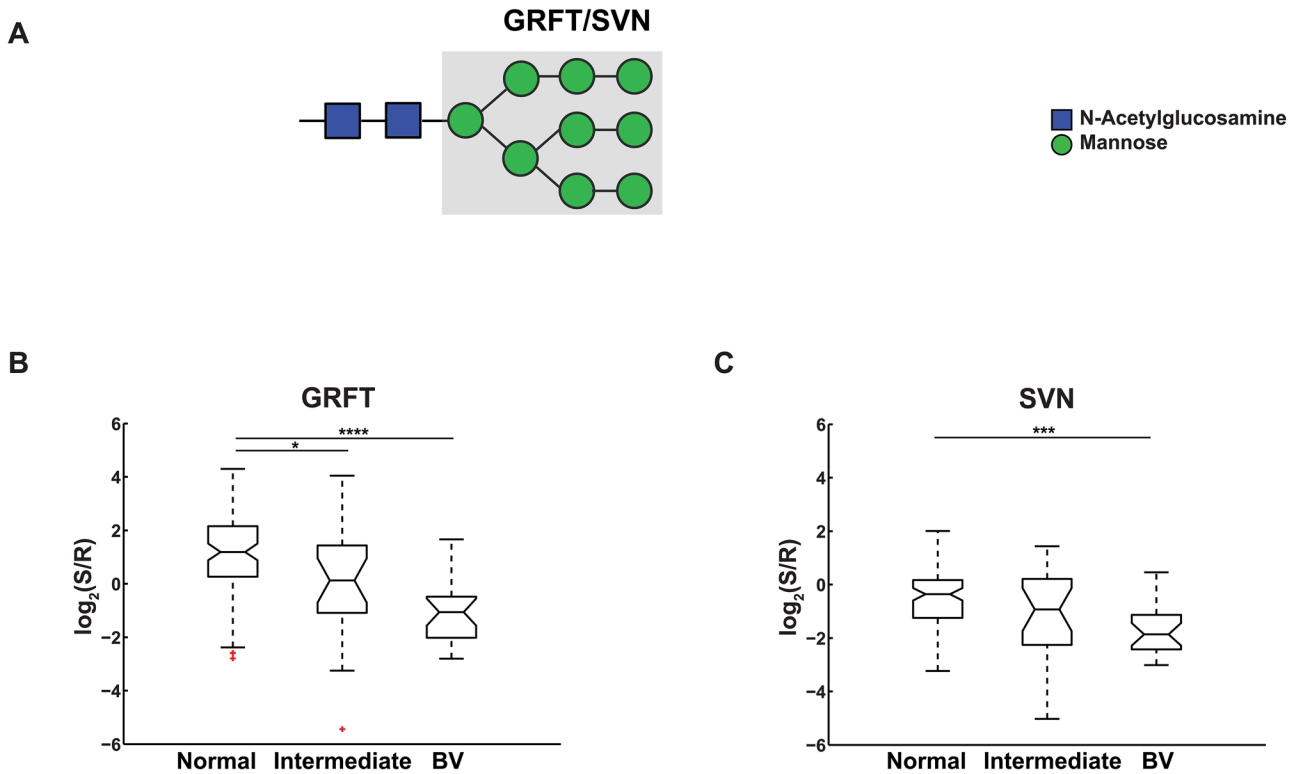 A
GRFT/SVN
N-Acetylglucosamine
Mannose
B
GRFT
log2(S/R)
6
4
2
0
−2
−4
−6
****
*
Normal Intermediate BV
C
SVN
log2(S/R)
6
4
2
0
−2
−4
−6
***
Normal Intermediate BV